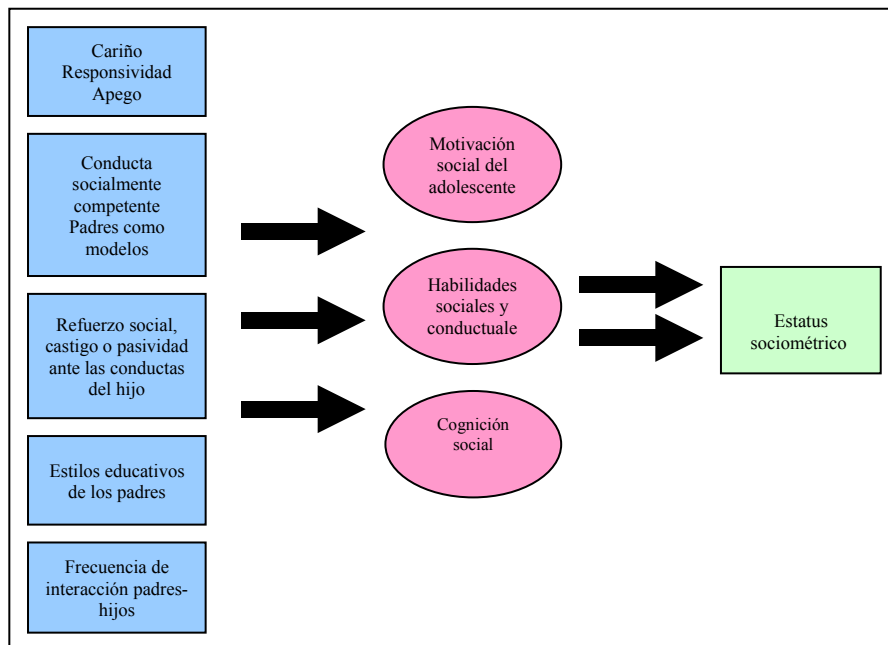 Cariño
Responsividad
Apego
Conducta
socialmente
competente
Padres como
modelos
Refuerzo social,
castigo o pasividad
ante las conductas
del hijo
Estilos educativos
de los padres
Frecuencia de
interacción padres-
hijos
Motivación
social del
adolescente
Habilidades
sociales y
conductuale
Cognición
social
Estatus
sociométrico